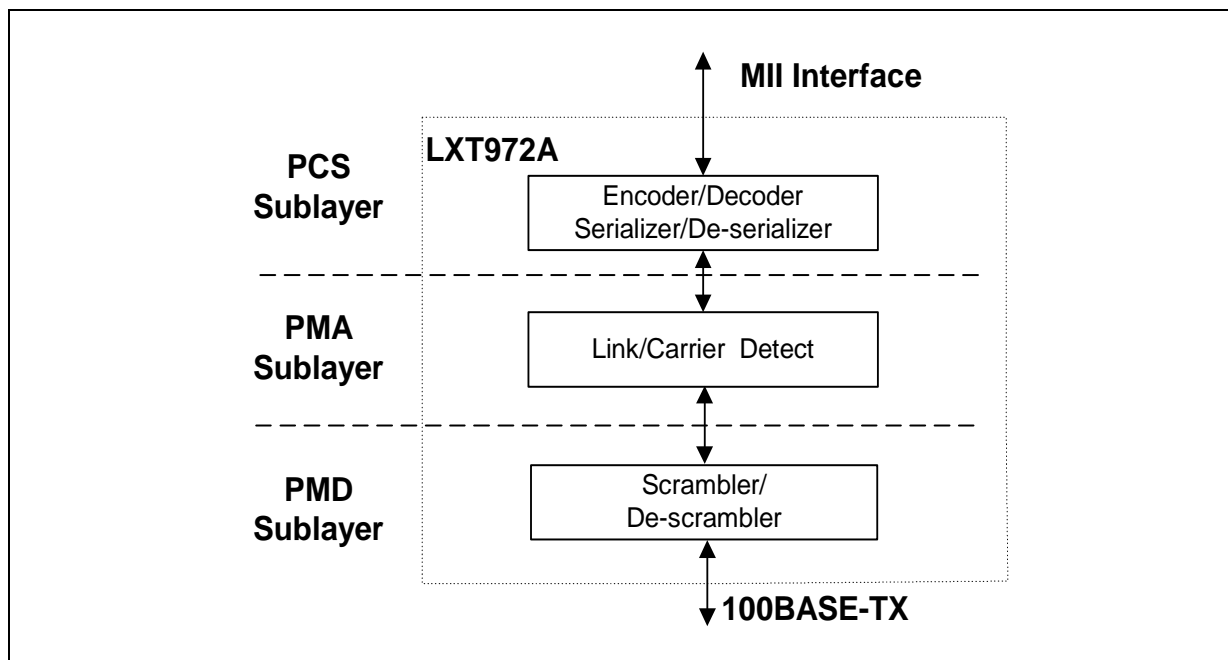 MII Interface
LXT972A
PCS
Sublayer
Encoder/Decoder
Serializer/De-serializer
PMA
Sublayer
Link/Carrier Detect
PMD
Sublayer
Scrambler/
De-scrambler
100BASE-TX